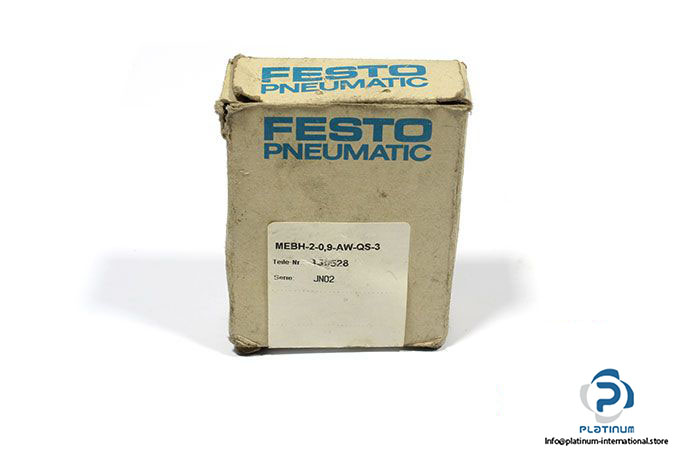 FESTO
PNEUMATIC
FESTO
PNEUMATIC
MEBH-2-0,9-AW-QS-3
Teile-Nr.
Serie: JN02
PLATINUM
info@platinum-international.store